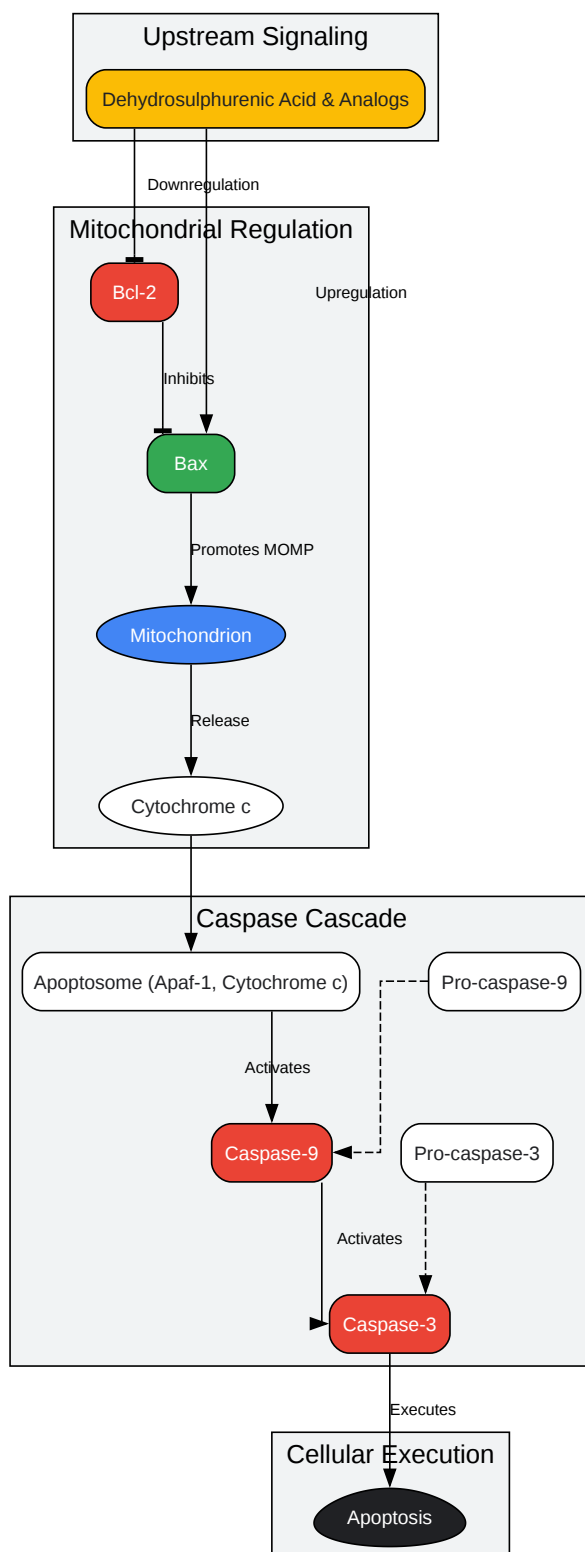 Upstream Signaling
Dehydrosulphurenic Acid & Analogs
Downregulation
Mitochondrial Regulation
Bcl-2
Upregulation
Inhibits
Bax
Promotes MOMP
Mitochondrion
Release
Cytochrome c
Caspase Cascade
Apoptosome (Apaf-1, Cytochrome c)
Pro-caspase-9
Activates
Caspase-9
Pro-caspase-3
Activates
Caspase-3
Executes
Cellular Execution
Apoptosis